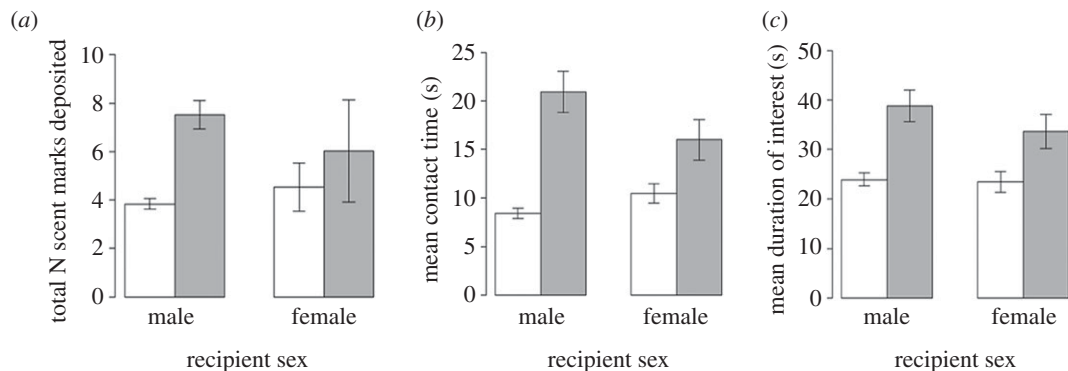 (a)
total N scent marks deposited
10
8
6
4
2
0
male
female
recipient sex
(b)
mean contact time (s)
25
20
15
10
5
0
male
female
recipient sex
(c)
mean duration of interest (s)
50
40
30
20
10
0
male
female
recipient sex